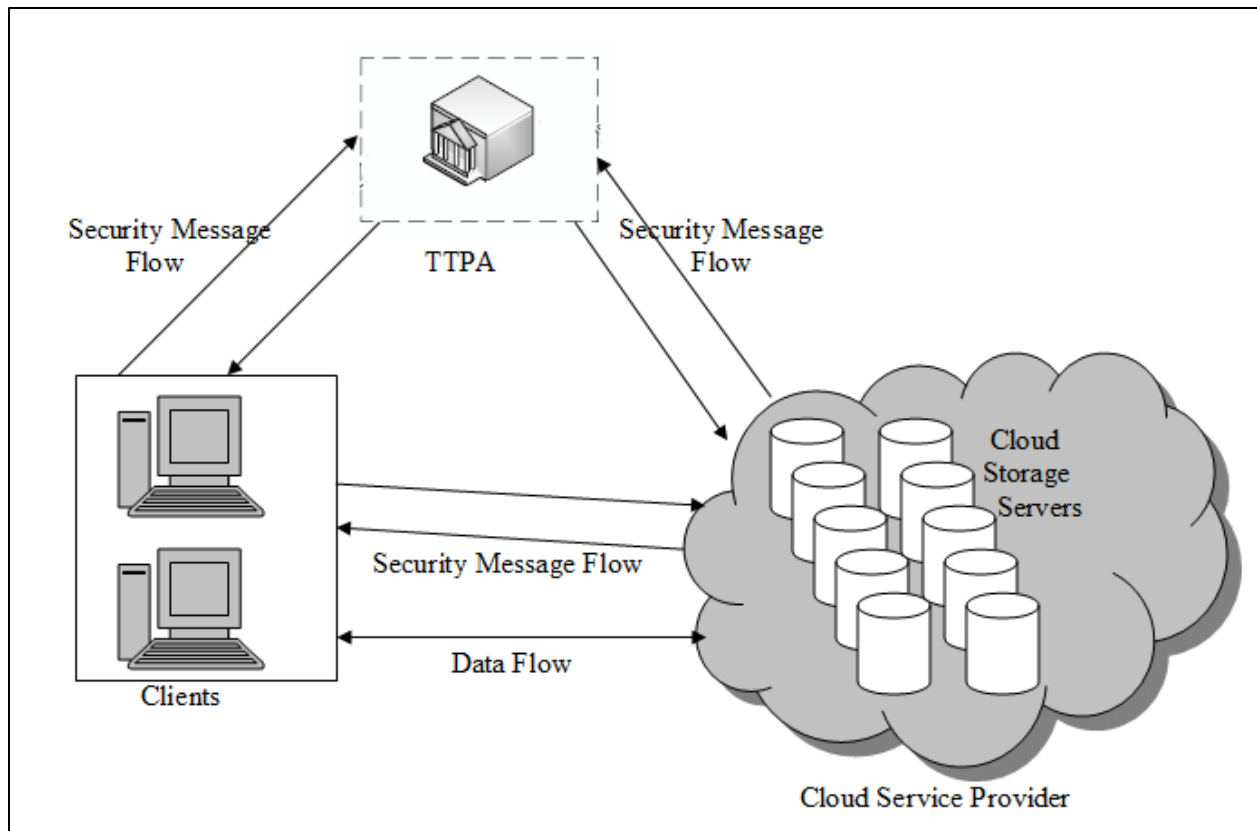 Security Message
Flow
TTPA
Security Message
Flow
Cloud
Storage
Servers
Security Message Flow
Data Flow
Clients
Cloud Service Provider